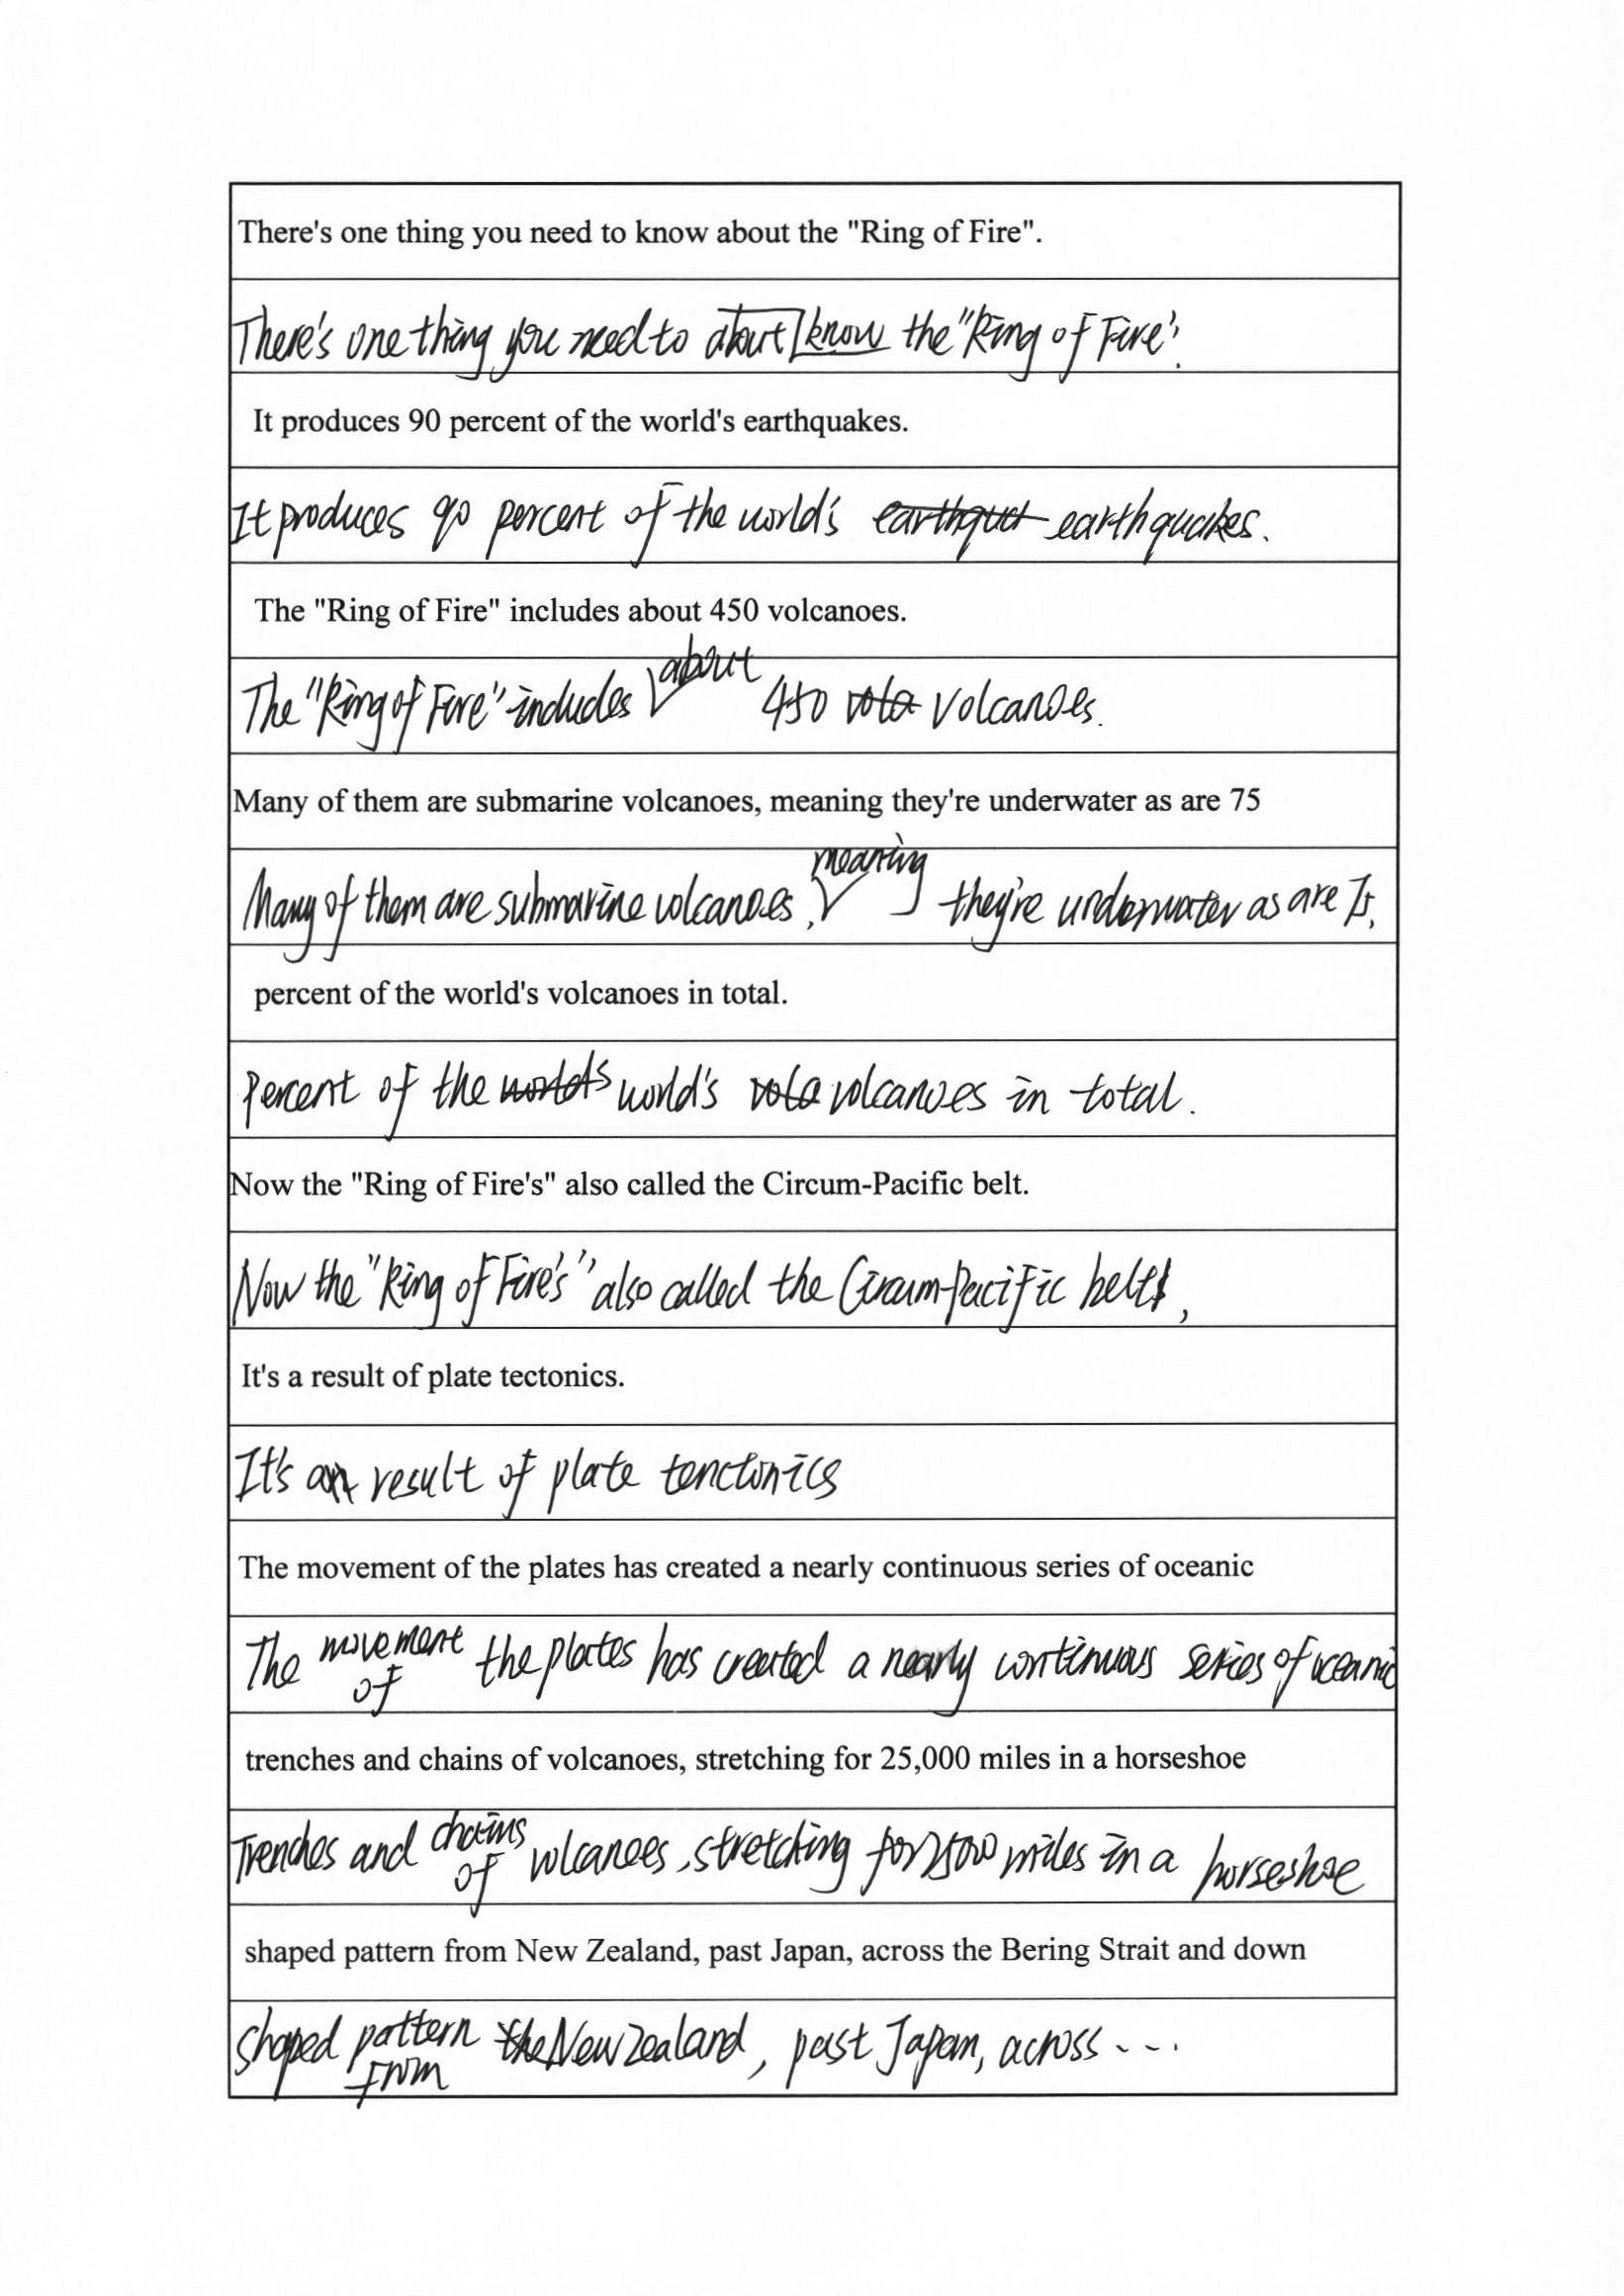 There's one thing you need to know about the "Ring of Fire".
There's one thing you need to about know the "Ring of Fire".
It produces 90 percent of the world's earthquakes.
It produces 90 percent of the world's earthquakes.
The "Ring of Fire" includes about 450 volcanoes.
The "Ring of Fire" includes about 450 volcanoes.
Many of them are submarine volcanoes, meaning they're underwater as are 75
Many of them are submarine volcanoes, meaning they're underwater as are 75.
percent of the world's volcanoes in total.
percent of the world's volcanoes in total.
Now the "Ring of Fire's" also called the Circum-Pacific belt.
Now the "Ring of Fire's" also called the Circum-Pacific belt,
It's a result of plate tectonics.
It's a result of plate tenctonics
The movement of the plates has created a nearly continuous series of oceanic
The movement of the plates has created a nearly continuous series of oceanic
trenches and chains of volcanoes, stretching for 25,000 miles in a horseshoe
Trenches and chains of volcanoes, stretching for 2500 miles in a horseshoe
shaped pattern from New Zealand, past Japan, across the Bering Strait and down
shaped pattern from New Zealand, past Japan, across ---.